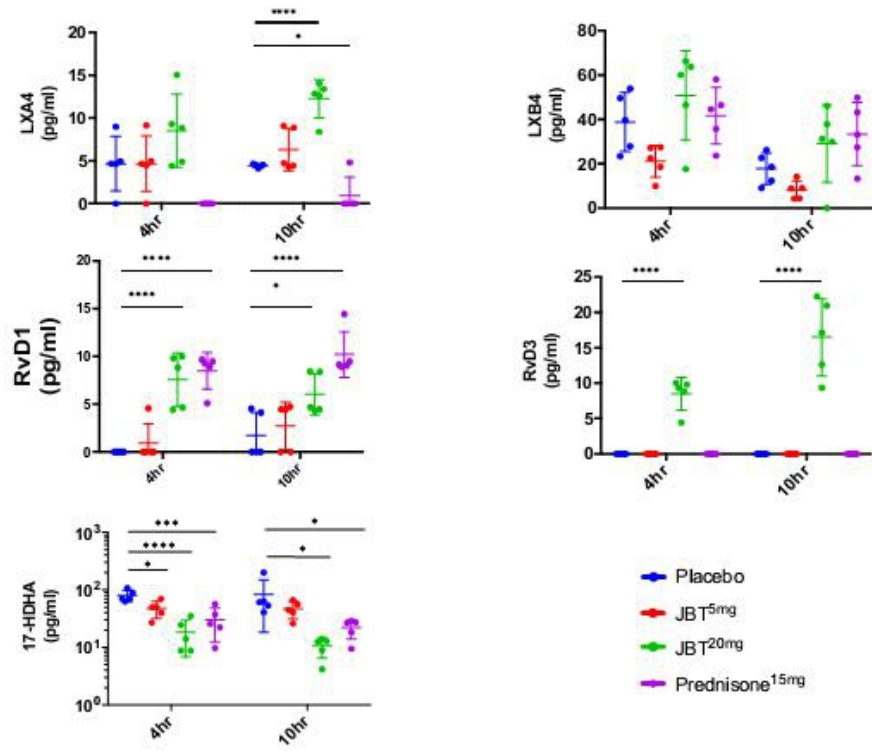 ****
*
LXA4
(pg/ml)
20
15
10
5
0
4hr
10hr
LXB4
(pg/ml)
80
60
40
20
0
4hr
10hr
****
****
****
*
RvD1
(pg/ml)
20
15
10
5
0
4hr
10hr
****
****
RvD3
(pg/ml)
25
20
15
10
5
0
4hr
10hr
***
****
*
*
*
17-HDHA
(pg/ml)
10³
10²
10¹
10⁰
4hr
10hr
Placebo
JBT5mg
JBT20mg
Prednisone15mg